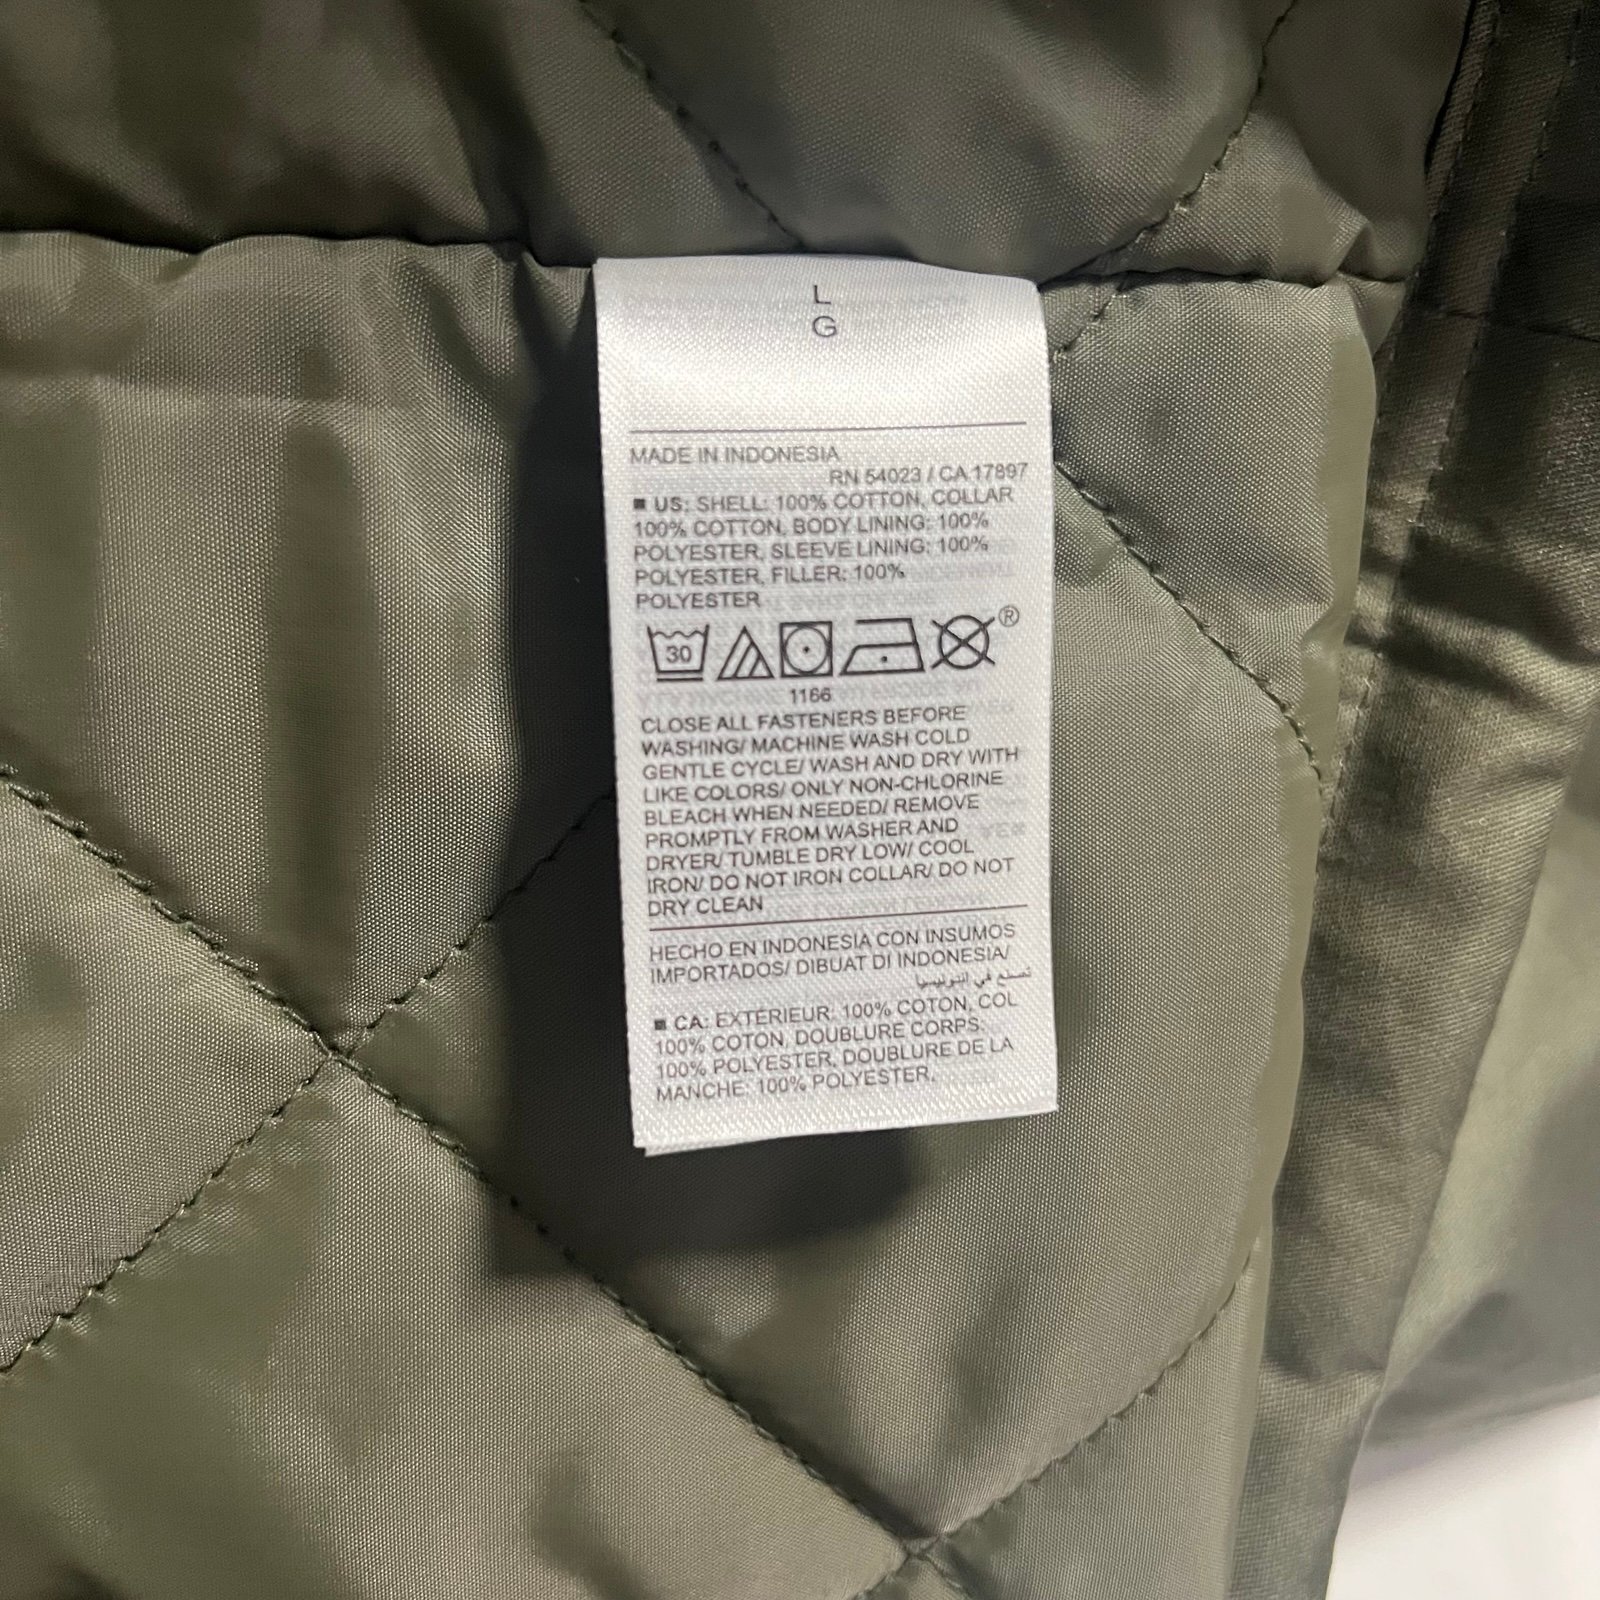 L
G
MADE IN INDONESIA
RN 54023 / CA 17897
■ US: SHELL: 100% COTTON, COLLAR
100% COTTON, BODY LINING: 100%
POLYESTER, SLEEVE LINING: 100%
POLYESTER, FILLER: 100%
POLYESTER
30 ®
1166
CLOSE ALL FASTENERS BEFORE
WASHING/ MACHINE WASH COLD
GENTLE CYCLE/ WASH AND DRY WITH
LIKE COLORS/ ONLY NON-CHLORINE
BLEACH WHEN NEEDED/ REMOVE
PROMPTLY FROM WASHER AND
DRYER/ TUMBLE DRY LOW/ COOL
IRON/ DO NOT IRON COLLAR/ DO NOT
DRY CLEAN
HECHO EN INDONESIA CON INSUMOS
IMPORTADOS/ DIBUAT DI INDONESIA/
تصنع في اندونيسيا
■ CA: EXTÉRIEUR: 100% COTON, COL
100% COTON, DOUBLURE CORPS:
100% POLYESTER, DOUBLURE DE LA
MANCHE: 100% POLYESTER,